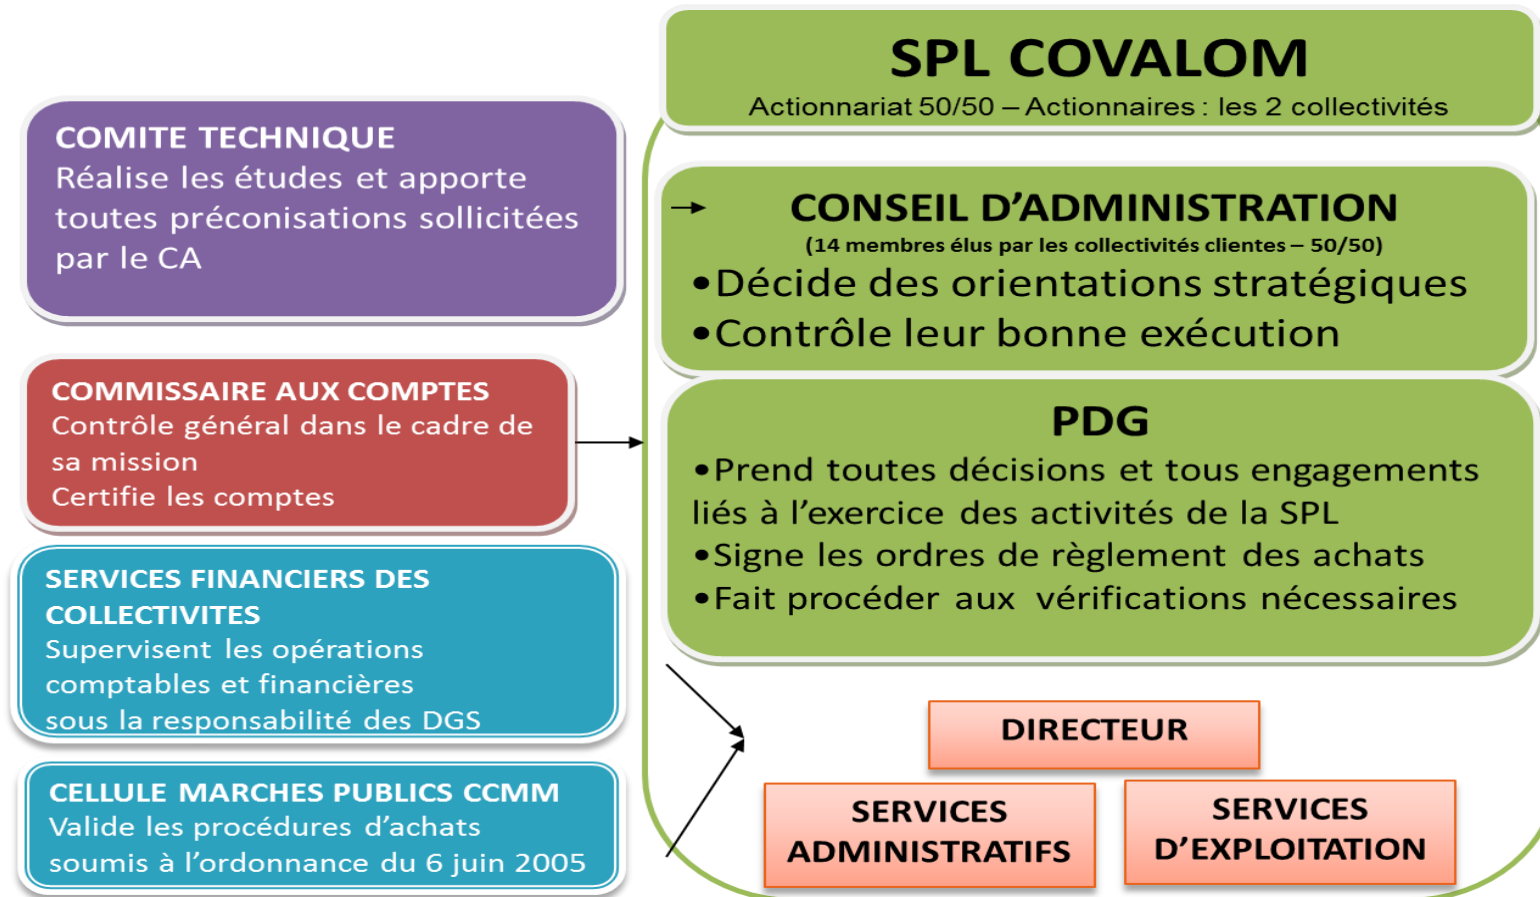 SPL COVALOM
Actionnariat 50/50 – Actionnaires : les 2 collectivités
COMITE TECHNIQUE
Réalise les études et apporte
toutes préconisations sollicitées
par le CA
CONSEIL D’ADMINISTRATION
(14 membres élus par les collectivités clientes – 50/50)
•Décide des orientations stratégiques
•Contrôle leur bonne exécution
COMMISSAIRE AUX COMPTES
Contrôle général dans le cadre de
sa mission
Certifie les comptes
PDG
•Prend toutes décisions et tous engagements
liés à l’exercice des activités de la SPL
•Signe les ordres de règlement des achats
•Fait procéder aux vérifications nécessaires
SERVICES FINANCIERS DES
COLLECTIVITES
Supervisent les opérations
comptables et financières
sous la responsabilité des DGS
CELLULE MARCHES PUBLICS CCMM
Valide les procédures d’achats
soumis à l’ordonnance du 6 juin 2005
DIRECTEUR
SERVICES
ADMINISTRATIFS
SERVICES
D’EXPLOITATION